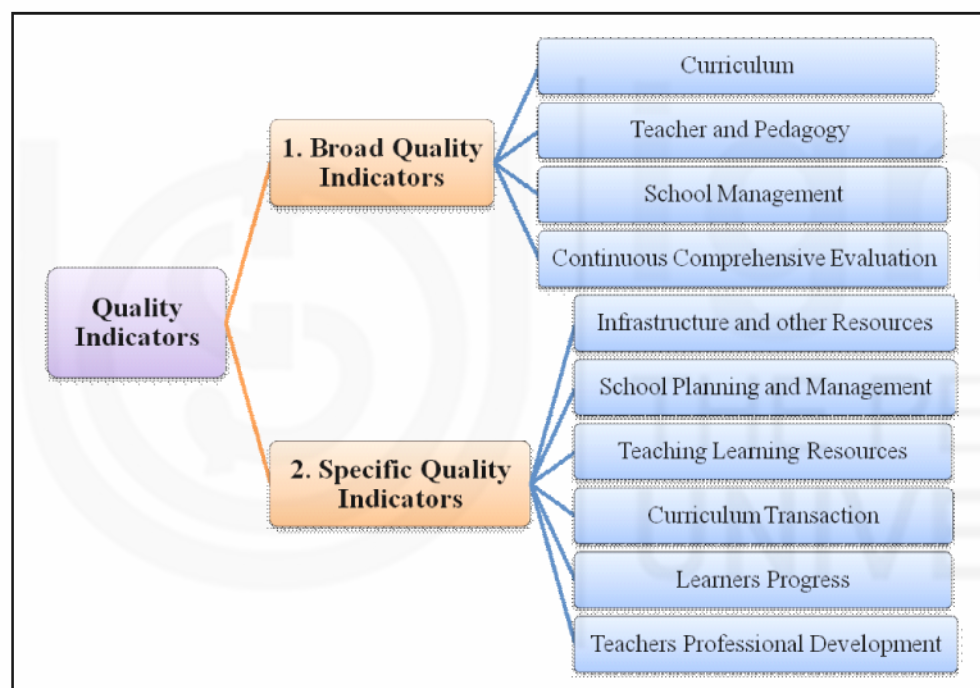 Quality
Indicators
1. Broad Quality
Indicators
Curriculum
Teacher and Pedagogy
School Management
Continuous Comprehensive Evaluation
2. Specific Quality
Indicators
Infrastructure and other Resources
School Planning and Management
Teaching Learning Resources
Curriculum Transaction
Learners Progress
Teachers Professional Development